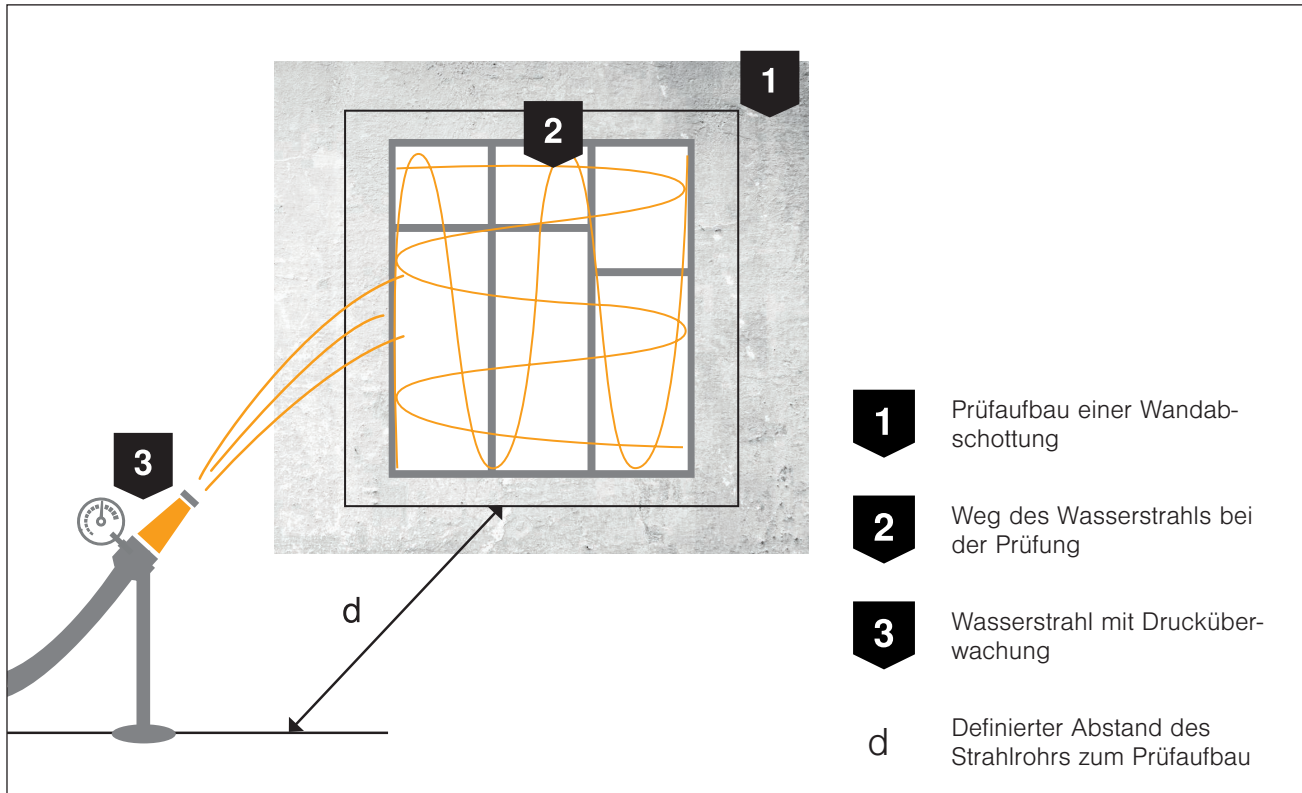 1
2
3
d
1
Prüfaufbau einer Wandab-
schottung
2
Weg des Wasserstrahls bei
der Prüfung
3
Wasserstrahl mit Drucküber-
wachung
d
Definierter Abstand des
Strahlrohrs zum Prüfaufbau